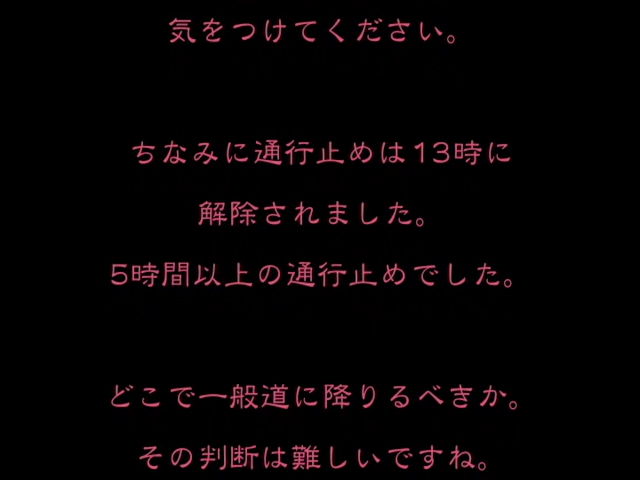 気をつけてください。
ちなみに通行止めは13時に
解除されました。
5時間以上の通行止めでした。
どこで一般道に降りるべきか。
その判断は難しいですね。